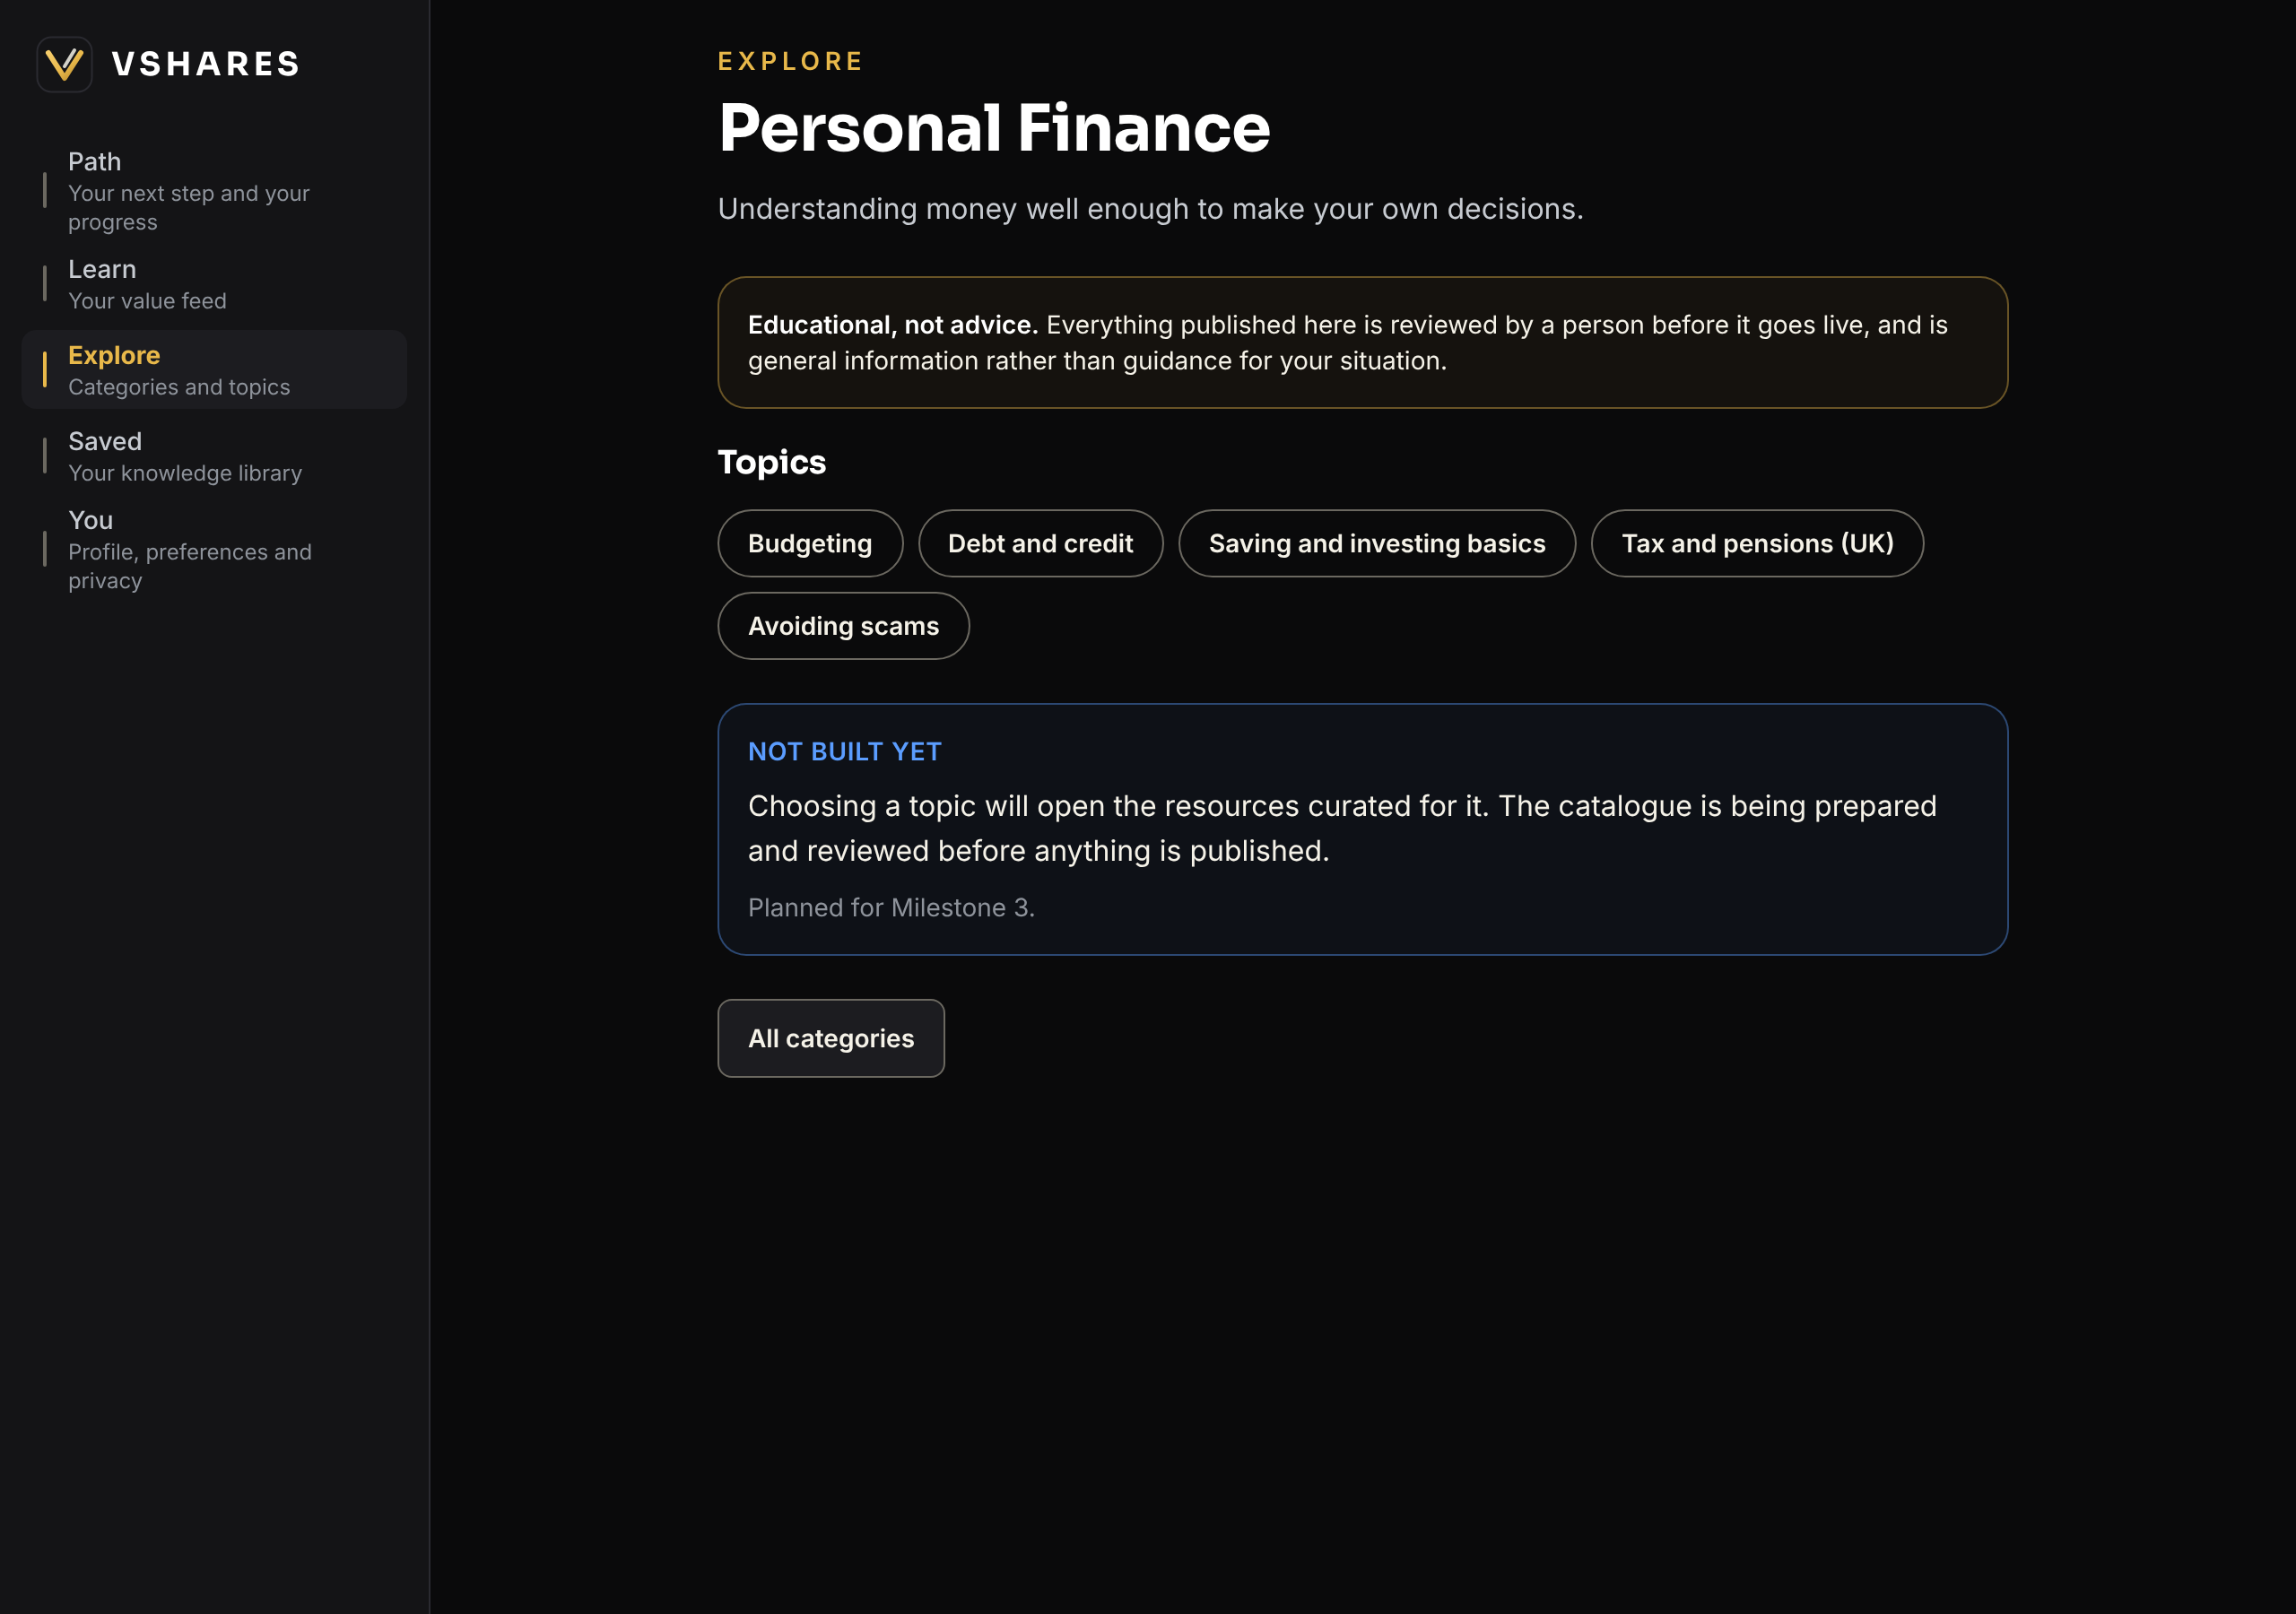 VSHARES
Path
Your next step and your
progress
Learn
Your value feed
Explore
Categories and topics
Saved
Your knowledge library
You
Profile, preferences and
privacy
EXPLORE
Personal Finance
Understanding money well enough to make your own decisions.
Educational, not advice. Everything published here is reviewed by a person before it goes live, and is
general information rather than guidance for your situation.
Topics
Budgeting
Debt and credit
Saving and investing basics
Tax and pensions (UK)
Avoiding scams
NOT BUILT YET
Choosing a topic will open the resources curated for it. The catalogue is being prepared
and reviewed before anything is published.
Planned for Milestone 3.
All categories